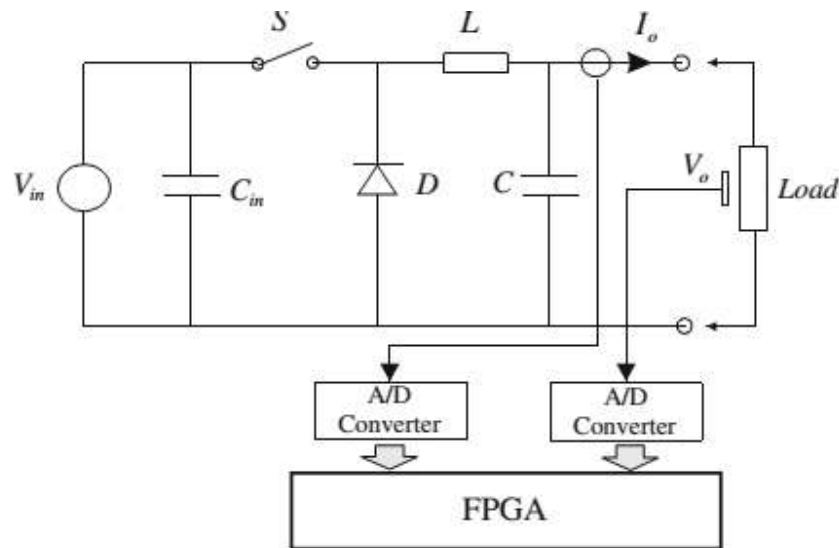 S
L
I_o
V_in
C_in
D
C
V_o
Load
A/D
Converter
A/D
Converter
FPGA